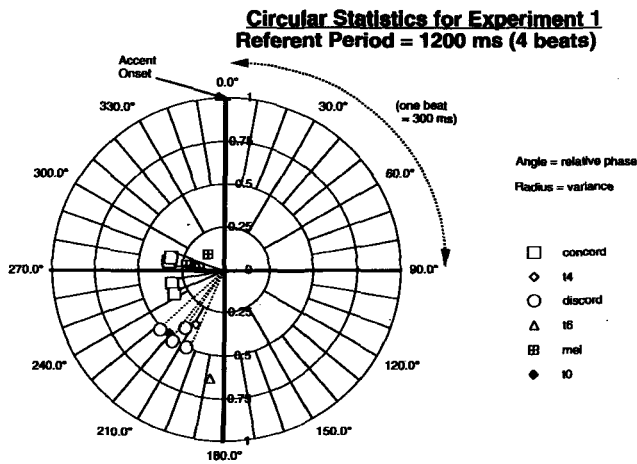 Circular Statistics for Experiment 1
Referent Period = 1200 ms (4 beats)
Accent
Onset
0.0°
330.0°
30.0°
(one beat
= 300 ms)
1
0.75
0.5
0.25
0
0.25
0.5
0.75
1
300.0°
60.0°
270.0°
90.0°
240.0°
120.0°
210.0°
150.0°
180.0°
Angle = relative phase
Radius = variance
concord
t4
discord
t6
mel
t0